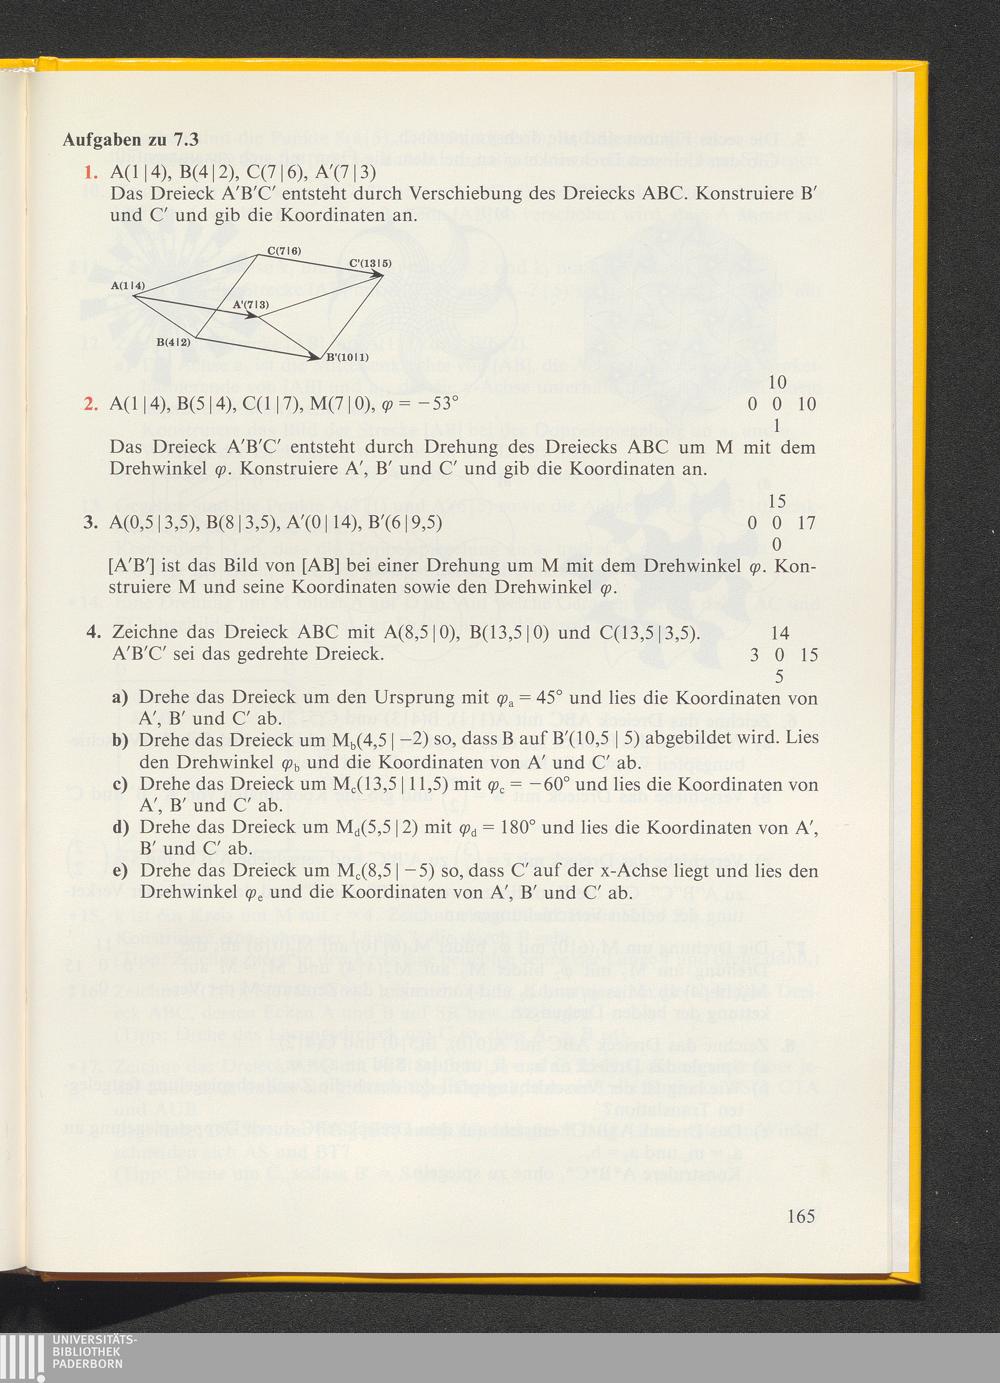 Aufgaben zu 7.3
1. A(1|4), B(4|2), C(7|6), A′(7|3)
Das Dreieck A′B′C′ entsteht durch Verschiebung des Dreiecks ABC. Konstruiere B′
und C′ und gib die Koordinaten an.
C(7|6)
C'(13|5)
A(1|4)
A'(7|3)
B(4|2)
B'(10|1)
10
2. A(1|4), B(5|4), C(1|7), M(7|0), φ = −53° 0 0 10
1
Das Dreieck A′B′C′ entsteht durch Drehung des Dreiecks ABC um M mit dem
Drehwinkel φ. Konstruiere A′, B′ und C′ und gib die Koordinaten an.
15
3. A(0,5|3,5), B(8|3,5), A′(0|14), B′(6|9,5) 0 0 17
0
[A′B′] ist das Bild von [AB] bei einer Drehung um M mit dem Drehwinkel φ. Kon-
struiere M und seine Koordinaten sowie den Drehwinkel φ.
4. Zeichne das Dreieck ABC mit A(8,5|0), B(13,5|0) und C(13,5|3,5). 14
A′B′C′ sei das gedrehte Dreieck. 3 0 15
5
a) Drehe das Dreieck um den Ursprung mit φa = 45° und lies die Koordinaten von
A′, B′ und C′ ab.
b) Drehe das Dreieck um Mb(4,5| −2) so, dass B auf B′(10,5 | 5) abgebildet wird. Lies
den Drehwinkel φb und die Koordinaten von A′ und C′ ab.
c) Drehe das Dreieck um Mc(13,5|11,5) mit φc = −60° und lies die Koordinaten von
A′, B′ und C′ ab.
d) Drehe das Dreieck um Md(5,5|2) mit φd = 180° und lies die Koordinaten von A′,
B′ und C′ ab.
e) Drehe das Dreieck um Me(8,5|−5) so, dass C′ auf der x-Achse liegt und lies den
Drehwinkel φe und die Koordinaten von A′, B′ und C′ ab.
165
UNIVERSITÄTS-
BIBLIOTHEK
PADERBORN